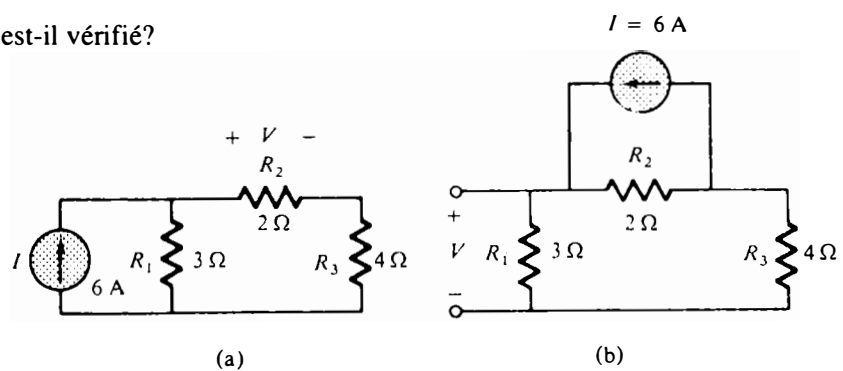 est-il vérifié?
I = 6 A
+ V −
R₂
2 Ω
I
6 A
R₁
3 Ω
R₃
4 Ω
(a)
R₂
2 Ω
+
V
−
R₁
3 Ω
R₃
4 Ω
(b)